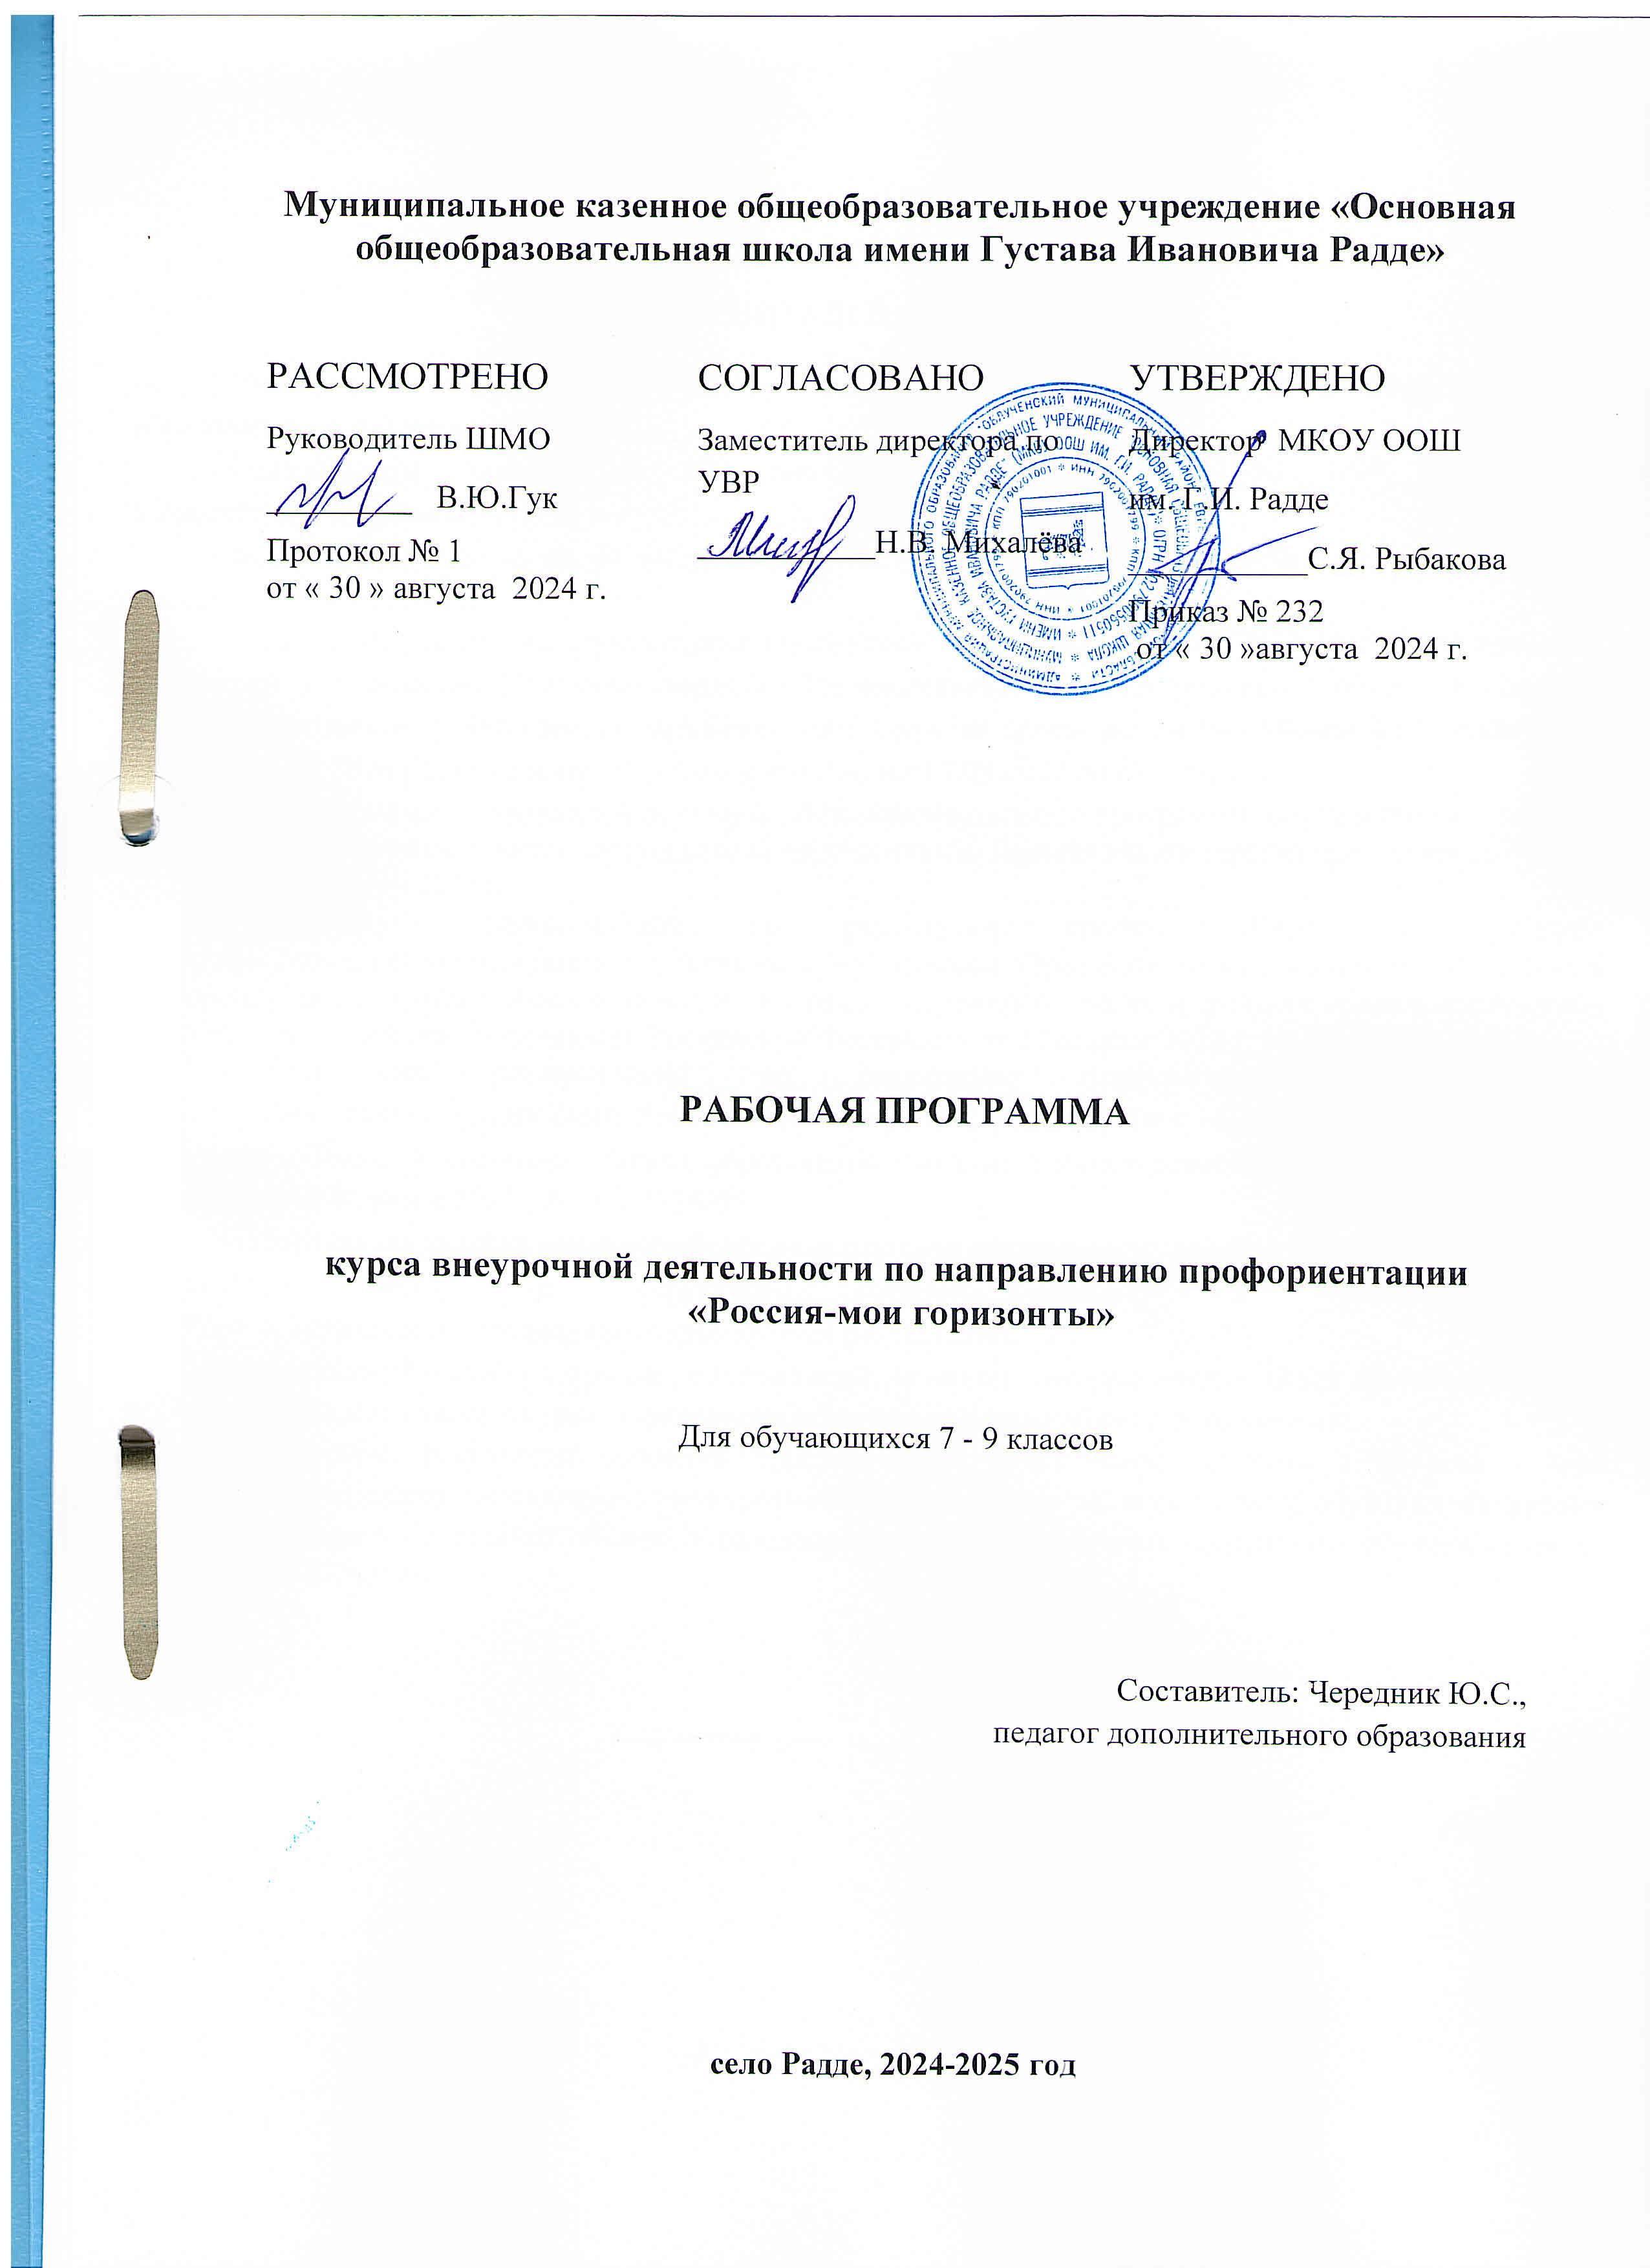 Муниципальное казенное общеобразовательное учреждение «Основная
общеобразовательная школа имени Густава Ивановича Радде»
РАССМОТРЕНО
Руководитель ШМО
В.Ю.Гук
Протокол № 1
от « 30 » августа 2024 г.
СОГЛАСОВАНО
Заместитель директора по
УВР
Н.В. Михалёва
УТВЕРЖДЕНО
Директор МКОУ ООШ
им. Г.И. Радде
С.Я. Рыбакова
Приказ № 232
от « 30 »августа 2024 г.
РАБОЧАЯ ПРОГРАММА
курса внеурочной деятельности по направлению профориентации
«Россия-мои горизонты»
Для обучающихся 7 - 9 классов
Составитель: Чередник Ю.С.,
педагог дополнительного образования
село Радде, 2024-2025 год